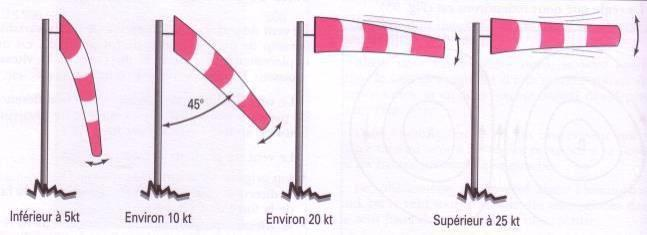 45°
Inférieur à 5kt
Environ 10 kt
Environ 20 kt
Supérieur à 25 kt